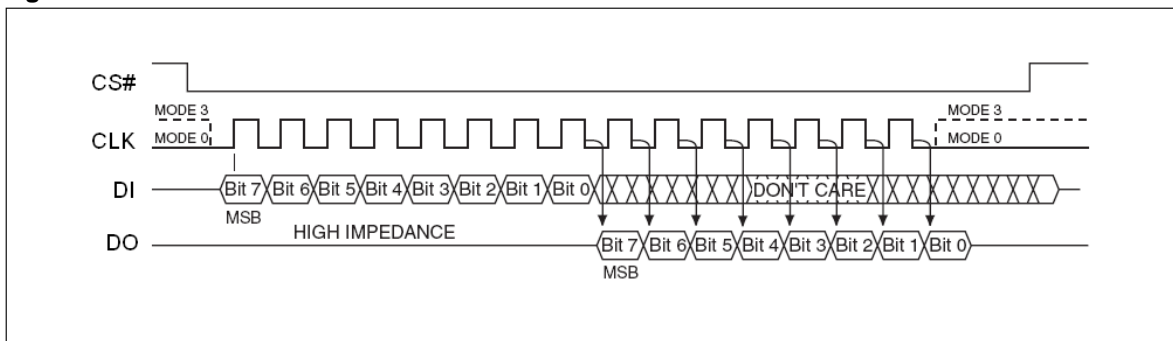 CS#
MODE 3 MODE 3
CLK MODE 0 MODE 0
DI Bit 7 Bit 6 Bit 5 Bit 4 Bit 3 Bit 2 Bit 1 Bit 0 DON'T CARE
MSB
HIGH IMPEDANCE
DO Bit 7 Bit 6 Bit 5 Bit 4 Bit 3 Bit 2 Bit 1 Bit 0
MSB